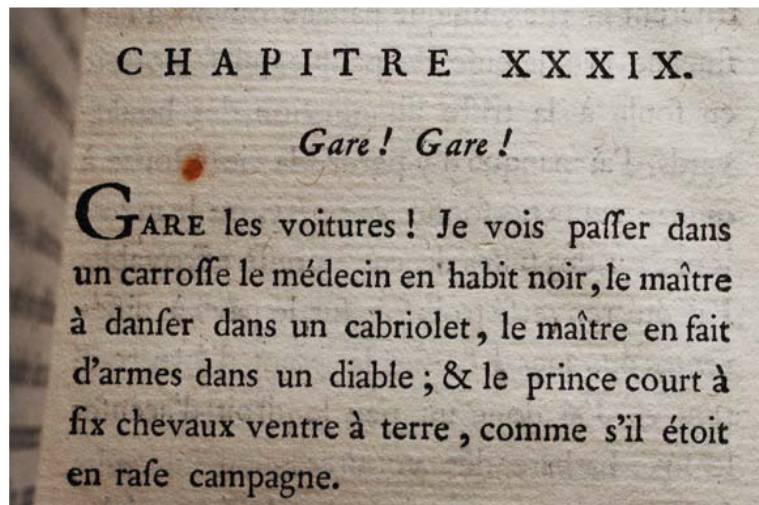 CHAPITRE XXXIX.
Gare ! Gare !
GARE les voitures ! Je vois paſſer dans
un carroſſe le médecin en habit noir, le maître
à danſer dans un cabriolet, le maître en fait
d'armes dans un diable ; & le prince court à
ſix chevaux ventre à terre, comme s'il étoit
en raſe campagne.